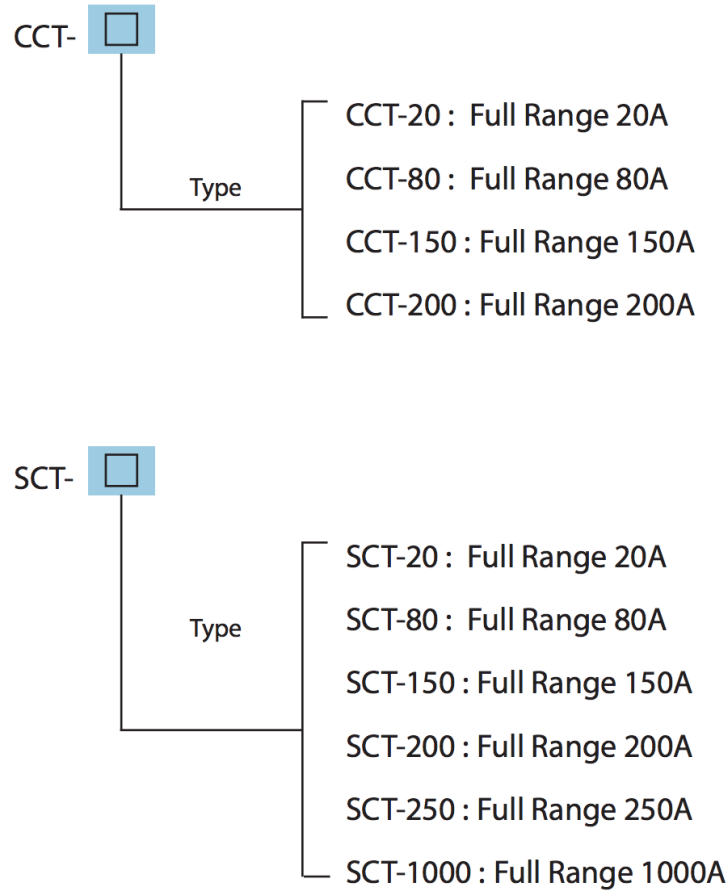 CCT-
Type
CCT-20 : Full Range 20A
CCT-80 : Full Range 80A
CCT-150 : Full Range 150A
CCT-200 : Full Range 200A
SCT-
Type
SCT-20 : Full Range 20A
SCT-80 : Full Range 80A
SCT-150 : Full Range 150A
SCT-200 : Full Range 200A
SCT-250 : Full Range 250A
SCT-1000 : Full Range 1000A